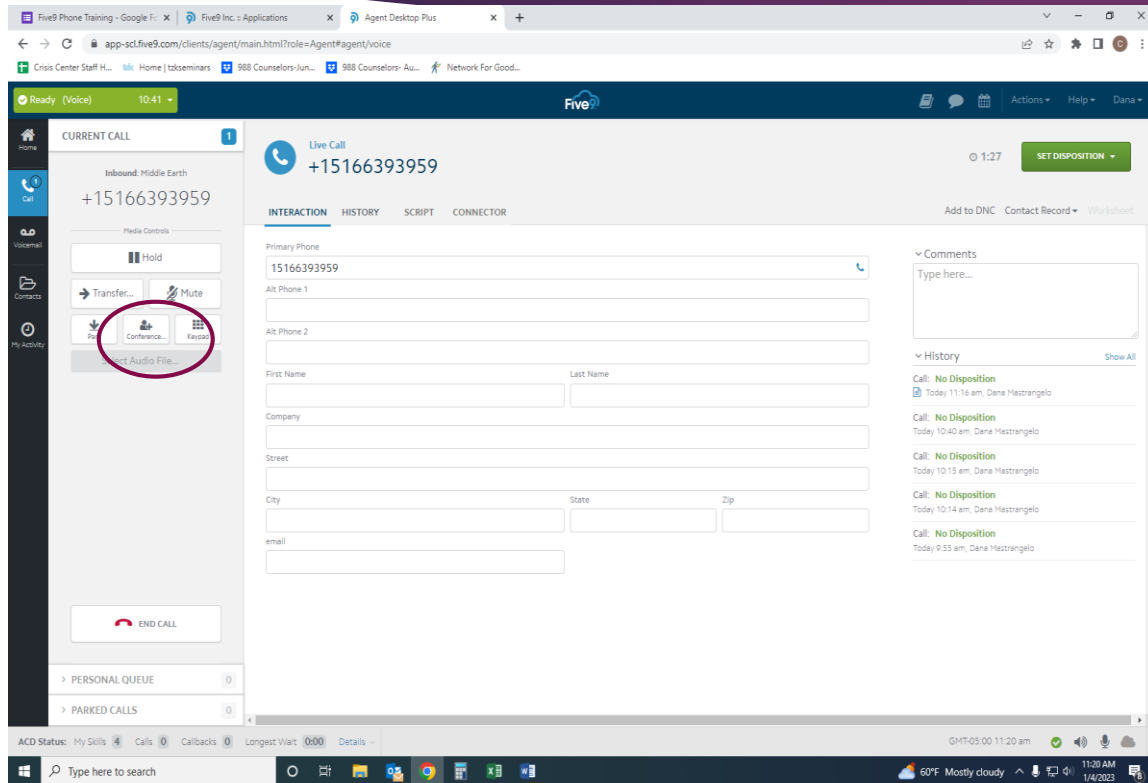 Five9 Phone Training - Google Fo
Five9 Inc. :: Applications
Agent Desktop Plus
app-scl.five9.com/clients/agent/main.html?role=Agent#agent/voice
C
Crisis Center Staff H...
Home | tzkseminars
988 Counselors-Jun...
988 Counselors- Au...
Network For Good...
Ready (Voice) 10:41
Five9
Actions
Help
Dana
Home
Call
1
Voicemail
Contacts
My Activity
CURRENT CALL 1
Inbound: Middle Earth
+15166393959
Media Controls
Hold
Transfer...
Mute
Conference...
Keypad
Select Audio File...
END CALL
PERSONAL QUEUE 0
PARKED CALLS 0
Live Call
+15166393959
1:27
SET DISPOSITION
INTERACTION HISTORY SCRIPT CONNECTOR
Add to DNC Contact Record Worksheet
Primary Phone
15166393959
Alt Phone 1
Alt Phone 2
First Name Last Name
Company
Street
City State Zip
email
Comments
Type here...
History Show All
Call: No Disposition
Today 11:16 am, Dana Mastrangelo
Call: No Disposition
Today 10:40 am, Dana Mastrangelo
Call: No Disposition
Today 10:15 am, Dana Mastrangelo
Call: No Disposition
Today 10:14 am, Dana Mastrangelo
Call: No Disposition
Today 9:55 am, Dana Mastrangelo
ACD Status: My Skills 4 Calls 0 Callbacks 0 Longest Wait 0:00 Details
GMT-05:00 11:20 am
Type here to search
60°F Mostly cloudy
11:20 AM
1/4/2023